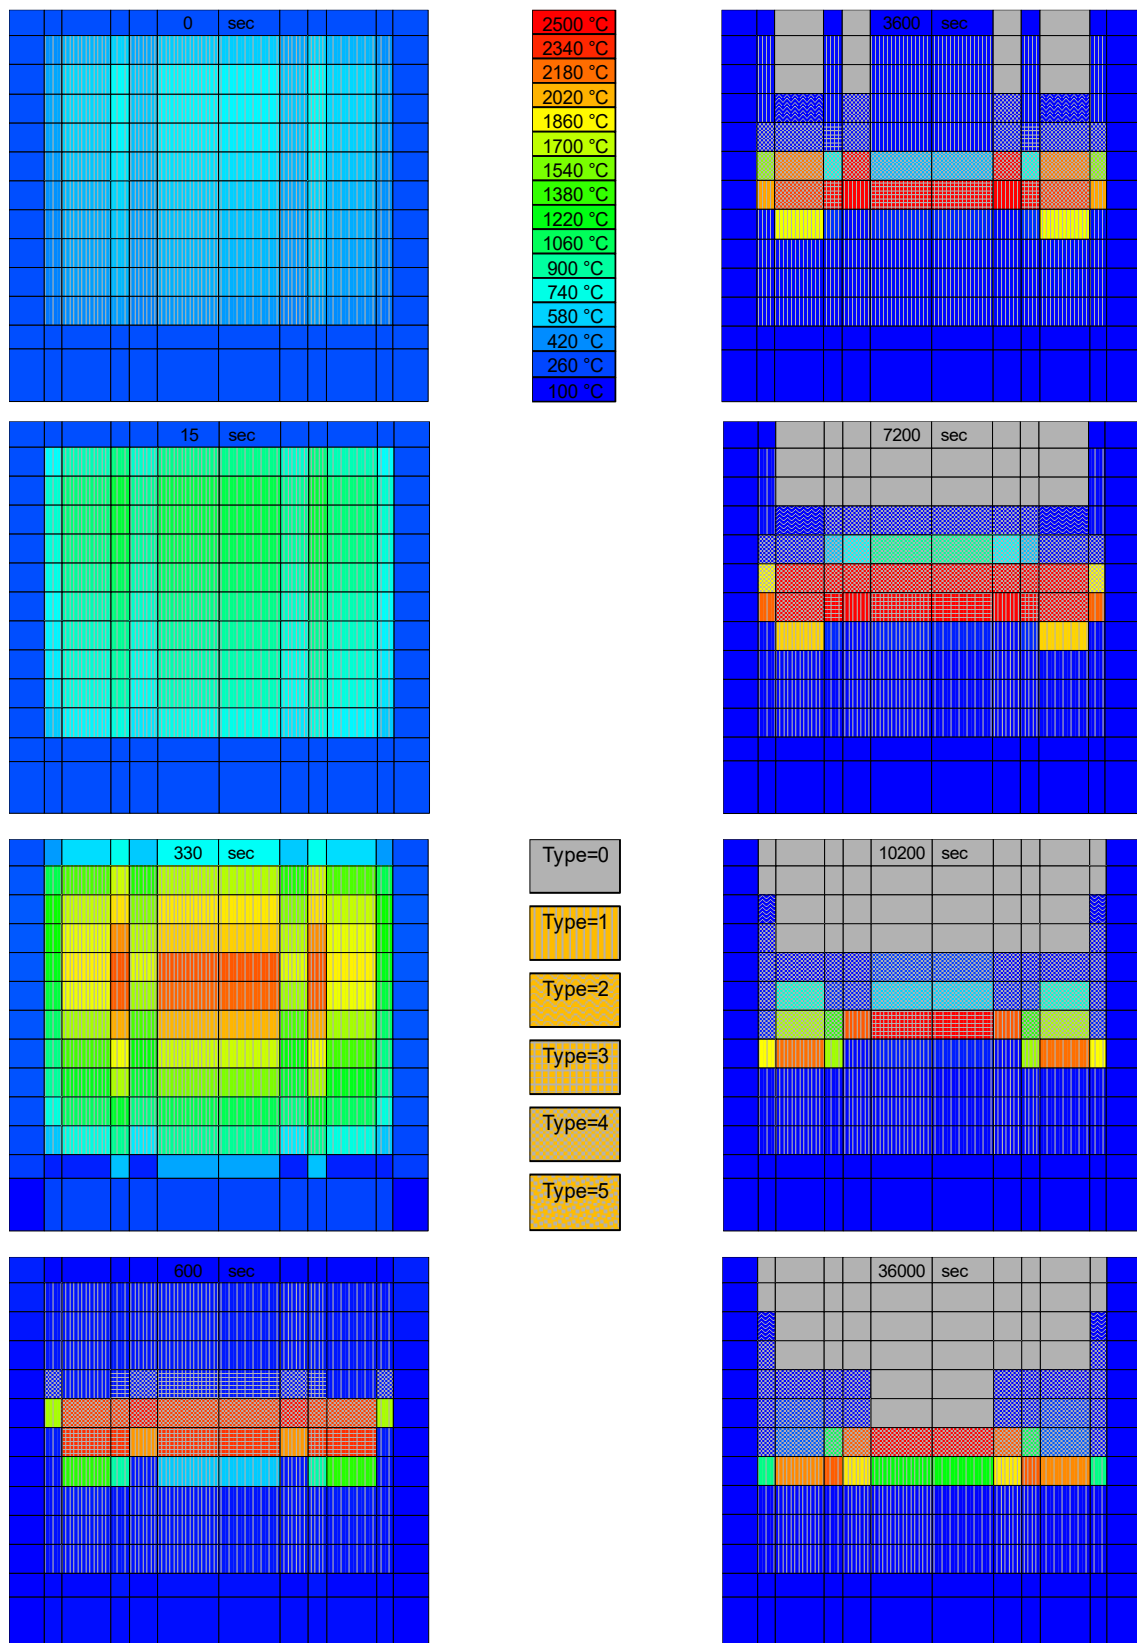 0 sec
2500 °C
2340 °C
2180 °C
2020 °C
1860 °C
1700 °C
1540 °C
1380 °C
1220 °C
1060 °C
900 °C
740 °C
580 °C
420 °C
260 °C
100 °C
3600 sec
15 sec
7200 sec
330 sec
Type=0
Type=1
Type=2
Type=3
Type=4
Type=5
10200 sec
600 sec
36000 sec